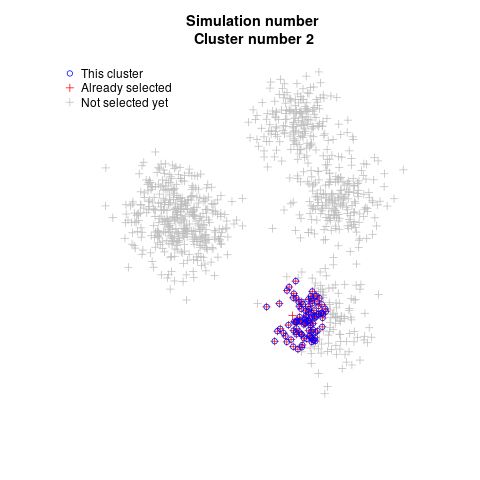 Simulation number
Cluster number 2
This cluster
Already selected
Not selected yet